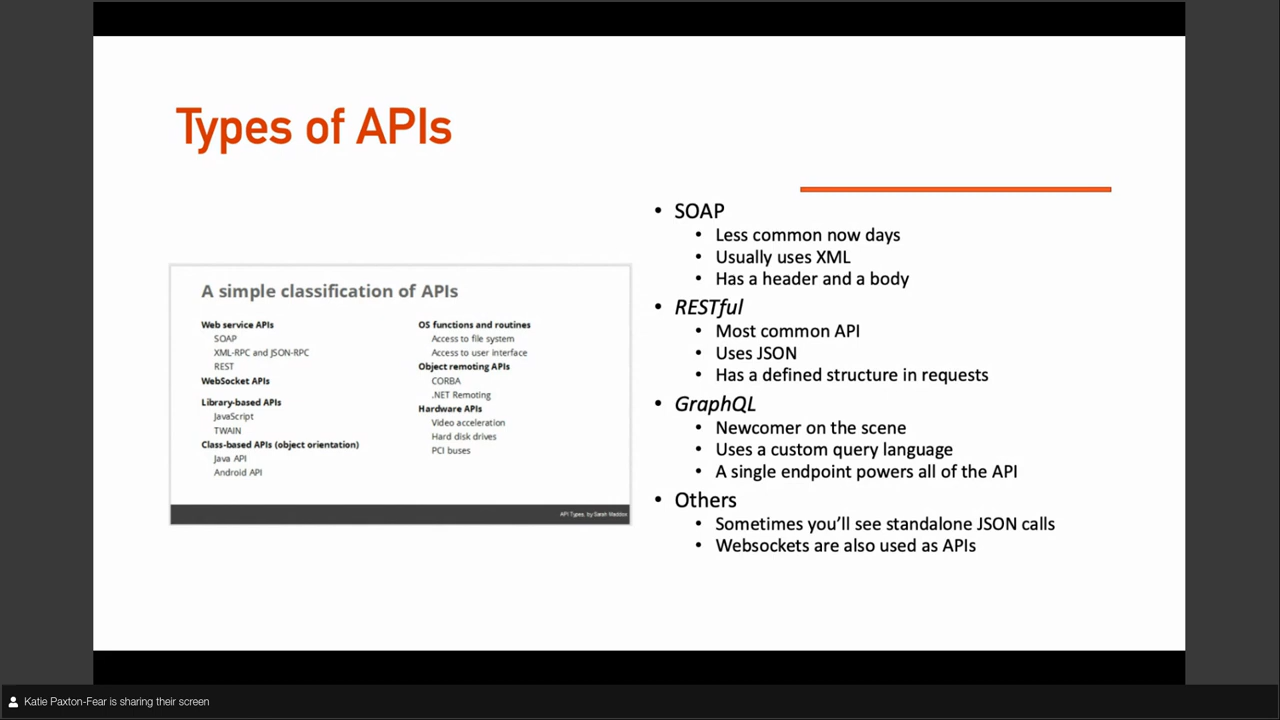 Types of APIs
A simple classification of APIs
Web service APIs
SOAP
XML-RPC and JSON-RPC
REST
WebSocket APIs
Library-based APIs
JavaScript
TWAIN
Class-based APIs (object orientation)
Java API
Android API
OS functions and routines
Access to file system
Access to user interface
Object remoting APIs
CORBA
.NET Remoting
Hardware APIs
Video acceleration
Hard disk drives
PCI buses
API Types, by Sarah Maddox
• SOAP
• Less common now days
• Usually uses XML
• Has a header and a body
• RESTful
• Most common API
• Uses JSON
• Has a defined structure in requests
• GraphQL
• Newcomer on the scene
• Uses a custom query language
• A single endpoint powers all of the API
• Others
• Sometimes you’ll see standalone JSON calls
• Websockets are also used as APIs
Katie Paxton-Fear is sharing their screen